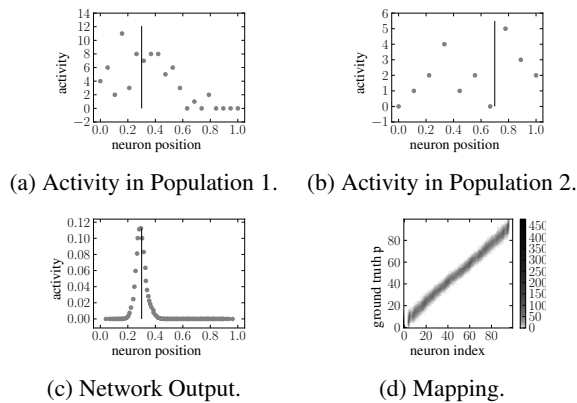 14
12
10
8
6
4
2
0
−2
activity
0.0 0.2 0.4 0.6 0.8 1.0
neuron position
6
5
4
3
2
1
0
−1
activity
0.0 0.2 0.4 0.6 0.8 1.0
neuron position
(a) Activity in Population 1.
(b) Activity in Population 2.
0.12
0.10
0.08
0.06
0.04
0.02
0.00
activity
0.0 0.2 0.4 0.6 0.8 1.0
neuron position
80
60
40
20
0
ground truth p
0 20 40 60 80
neuron index
450
400
350
300
250
200
150
100
50
0
(c) Network Output.
(d) Mapping.